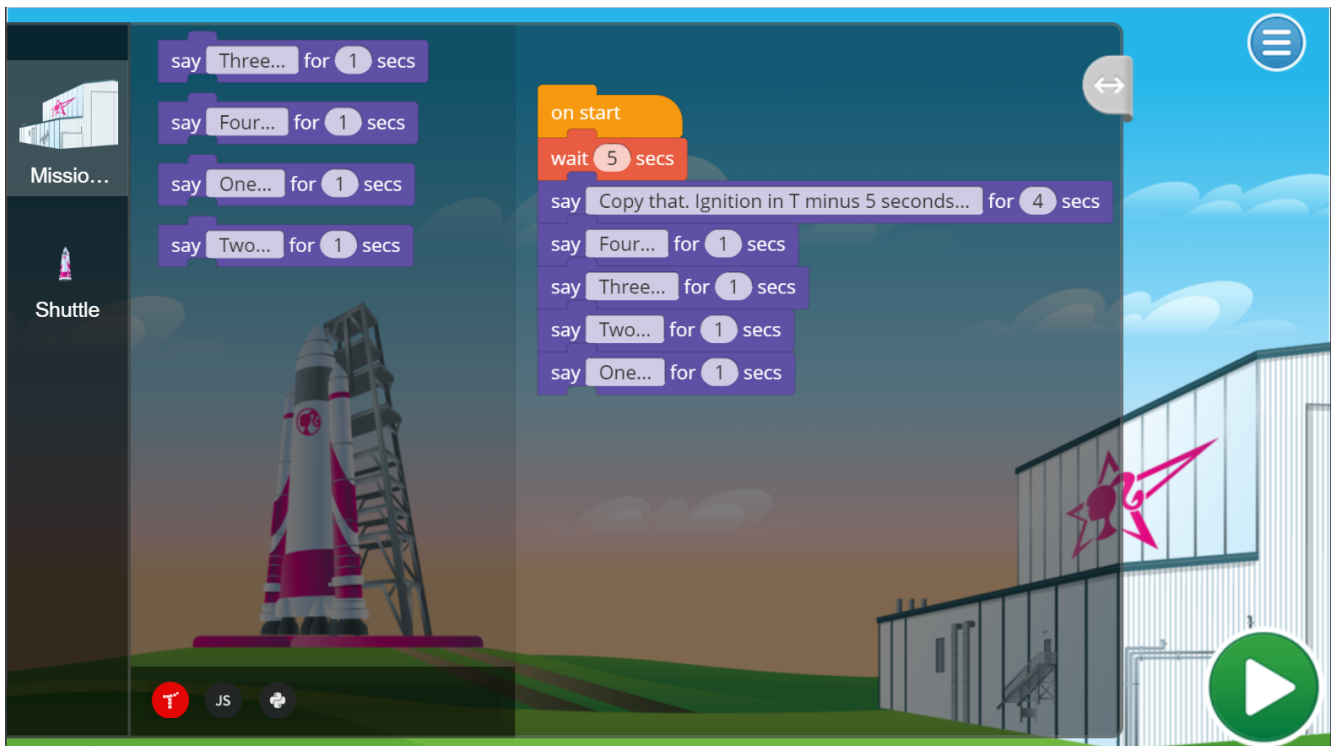 Missio...
Shuttle
say Three... for 1 secs
say Four... for 1 secs
say One... for 1 secs
say Two... for 1 secs
on start
wait 5 secs
say Copy that. Ignition in T minus 5 seconds... for 4 secs
say Four... for 1 secs
say Three... for 1 secs
say Two... for 1 secs
say One... for 1 secs
T JS